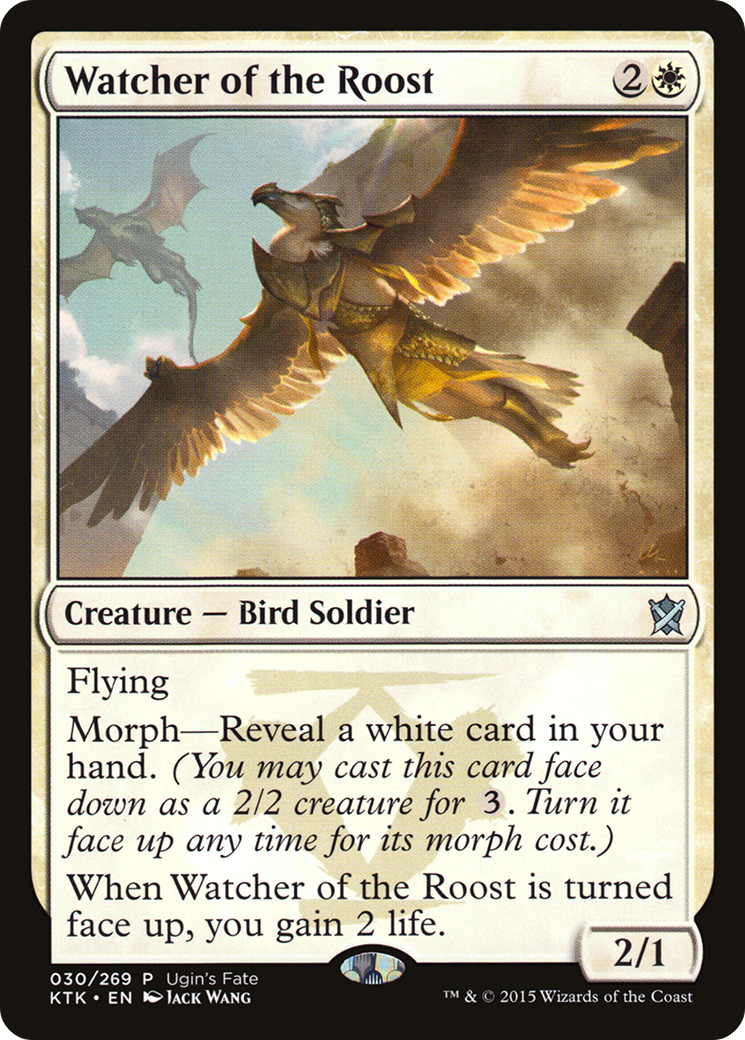 Watcher of the Roost 2
Creature — Bird Soldier
Flying
Morph—Reveal a white card in your
hand. (You may cast this card face
down as a 2/2 creature for 3. Turn it
face up any time for its morph cost.)
When Watcher of the Roost is turned
face up, you gain 2 life.
2/1
030/269 P Ugin's Fate
KTK • EN Jack Wang
™ & © 2015 Wizards of the Coast